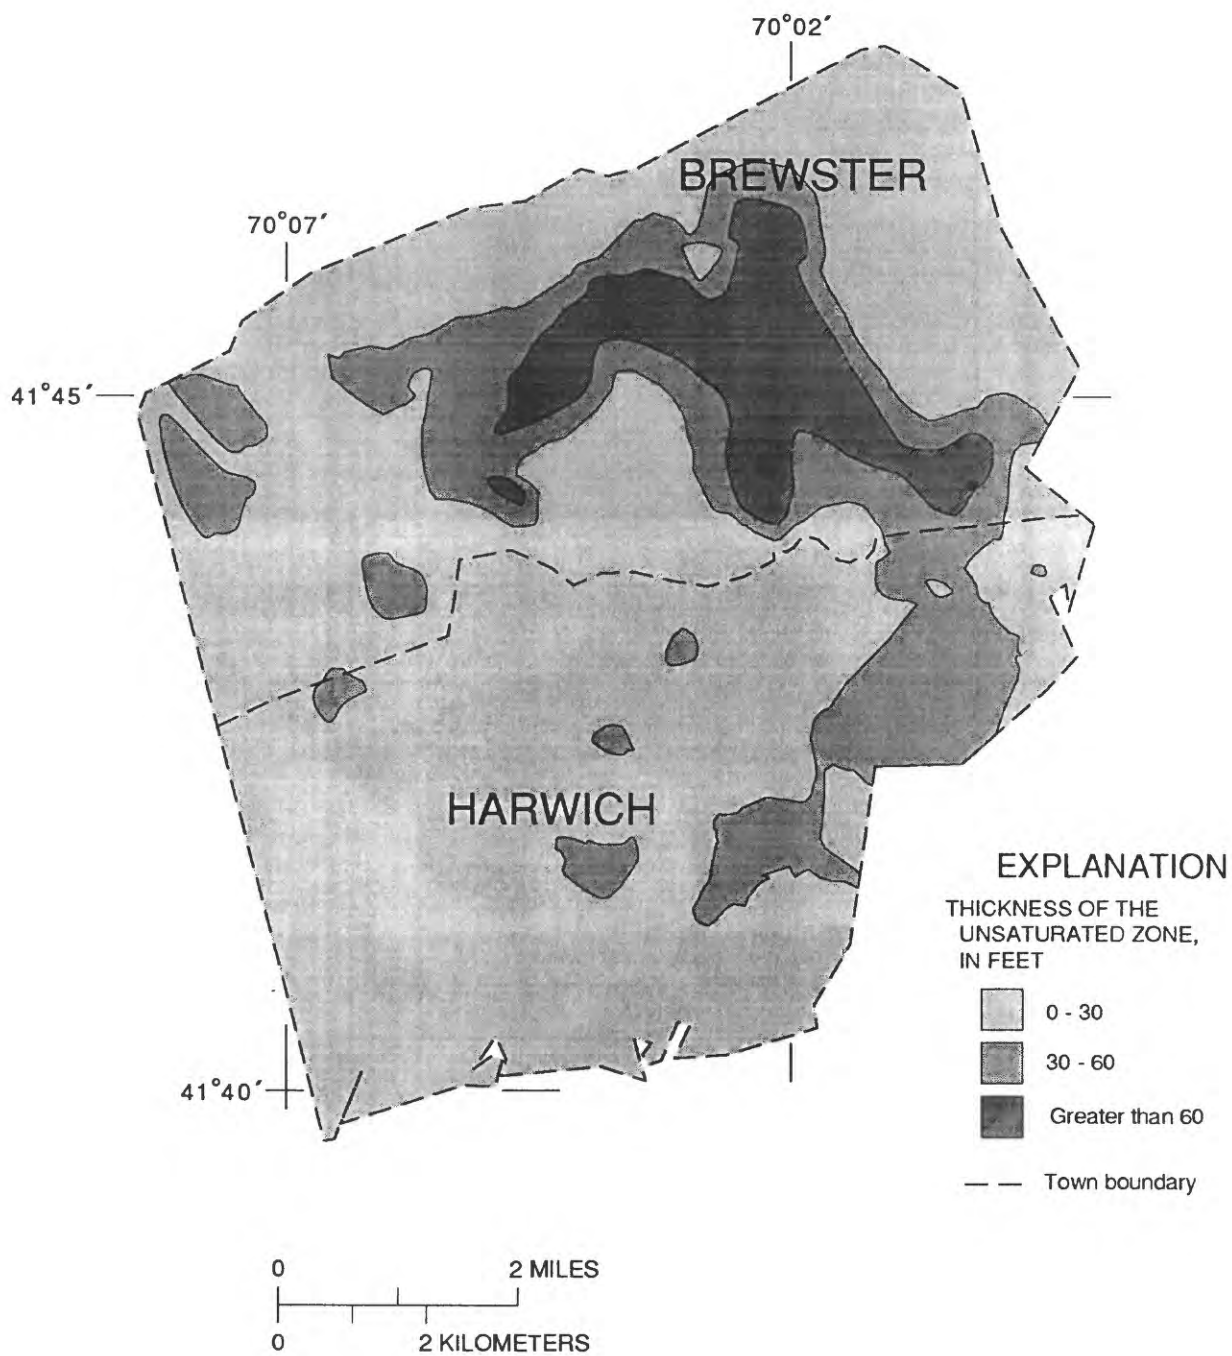 70°02′
BREWSTER
70°07′
41°45′
HARWICH
EXPLANATION
THICKNESS OF THE
UNSATURATED ZONE,
IN FEET
0 - 30
30 - 60
Greater than 60
Town boundary
41°40′
0 2 MILES
0 2 KILOMETERS